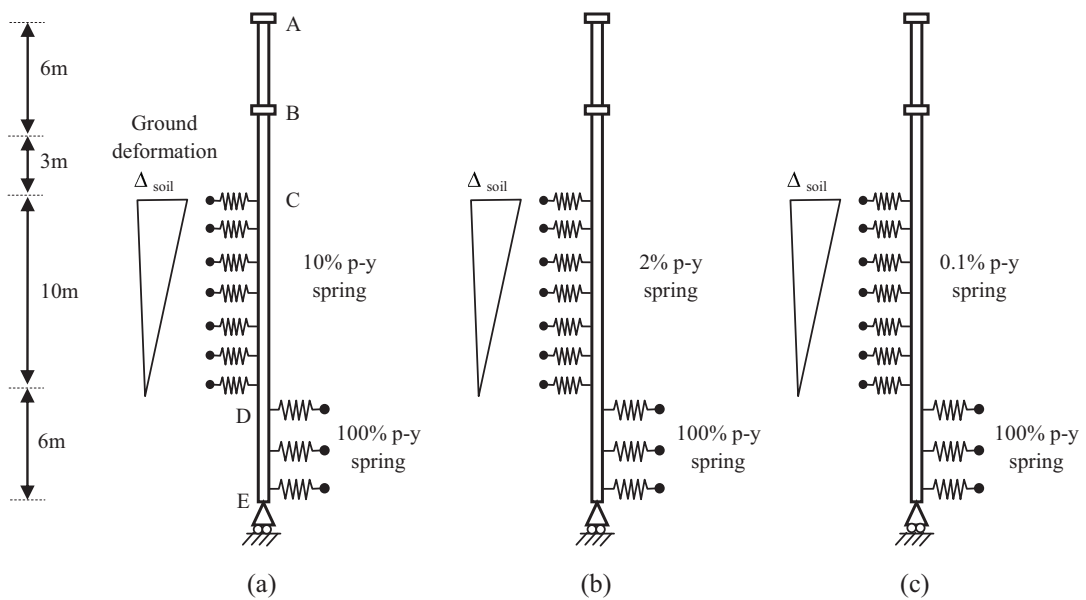 A
6m
B
Ground
deformation
3m
Δ soil
Δ soil
Δ soil
C
10% p-y
spring
2% p-y
spring
0.1% p-y
spring
10m
D
6m
100% p-y
spring
100% p-y
spring
100% p-y
spring
E
(a)
(b)
(c)